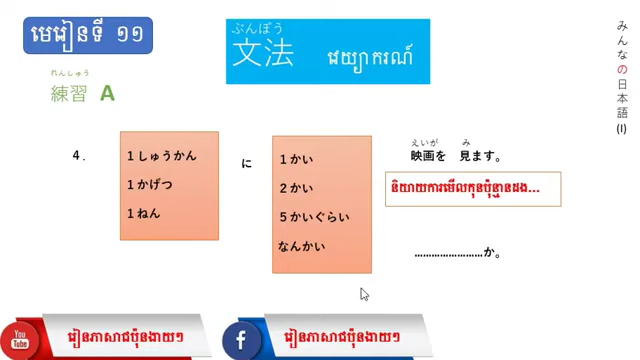 មេរៀនទី ១១
ぶんぽう
文法 វេយ្យាករណ៍
れんしゅう
練習 A
みんなの日本語(I)
4.
1しゅうかん
1かげつ
1ねん
に
1かい
2かい
5かいぐらい
なんかい
えいが み
映画を 見ます。
និយាយការមើលកុនប៉ុន្មានដង...
........................か。
You Tube
រៀនភាសាជប៉ុនងាយៗ
f
រៀនភាសាជប៉ុនងាយៗ